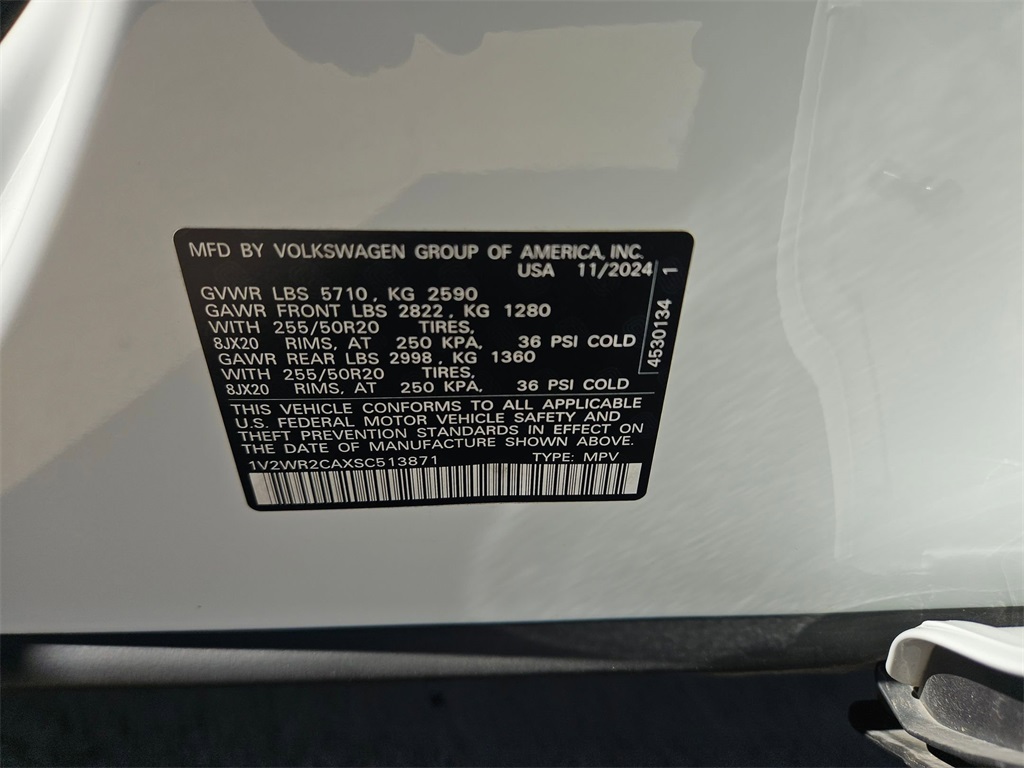 MFD BY VOLKSWAGEN GROUP OF AMERICA, INC.
USA 11/2024
GVWR LBS 5710, KG 2590
GAWR FRONT LBS 2822, KG 1280
WITH 255/50R20 TIRES,
8JX20 RIMS, AT 250 KPA, 36 PSI COLD
GAWR REAR LBS 2998, KG 1360
WITH 255/50R20 TIRES,
8JX20 RIMS, AT 250 KPA, 36 PSI COLD
THIS VEHICLE CONFORMS TO ALL APPLICABLE
U.S. FEDERAL MOTOR VEHICLE SAFETY AND
THEFT PREVENTION STANDARDS IN EFFECT ON
THE DATE OF MANUFACTURE SHOWN ABOVE.
1V2WR2CAXSC513871 TYPE: MPV
4530134 1